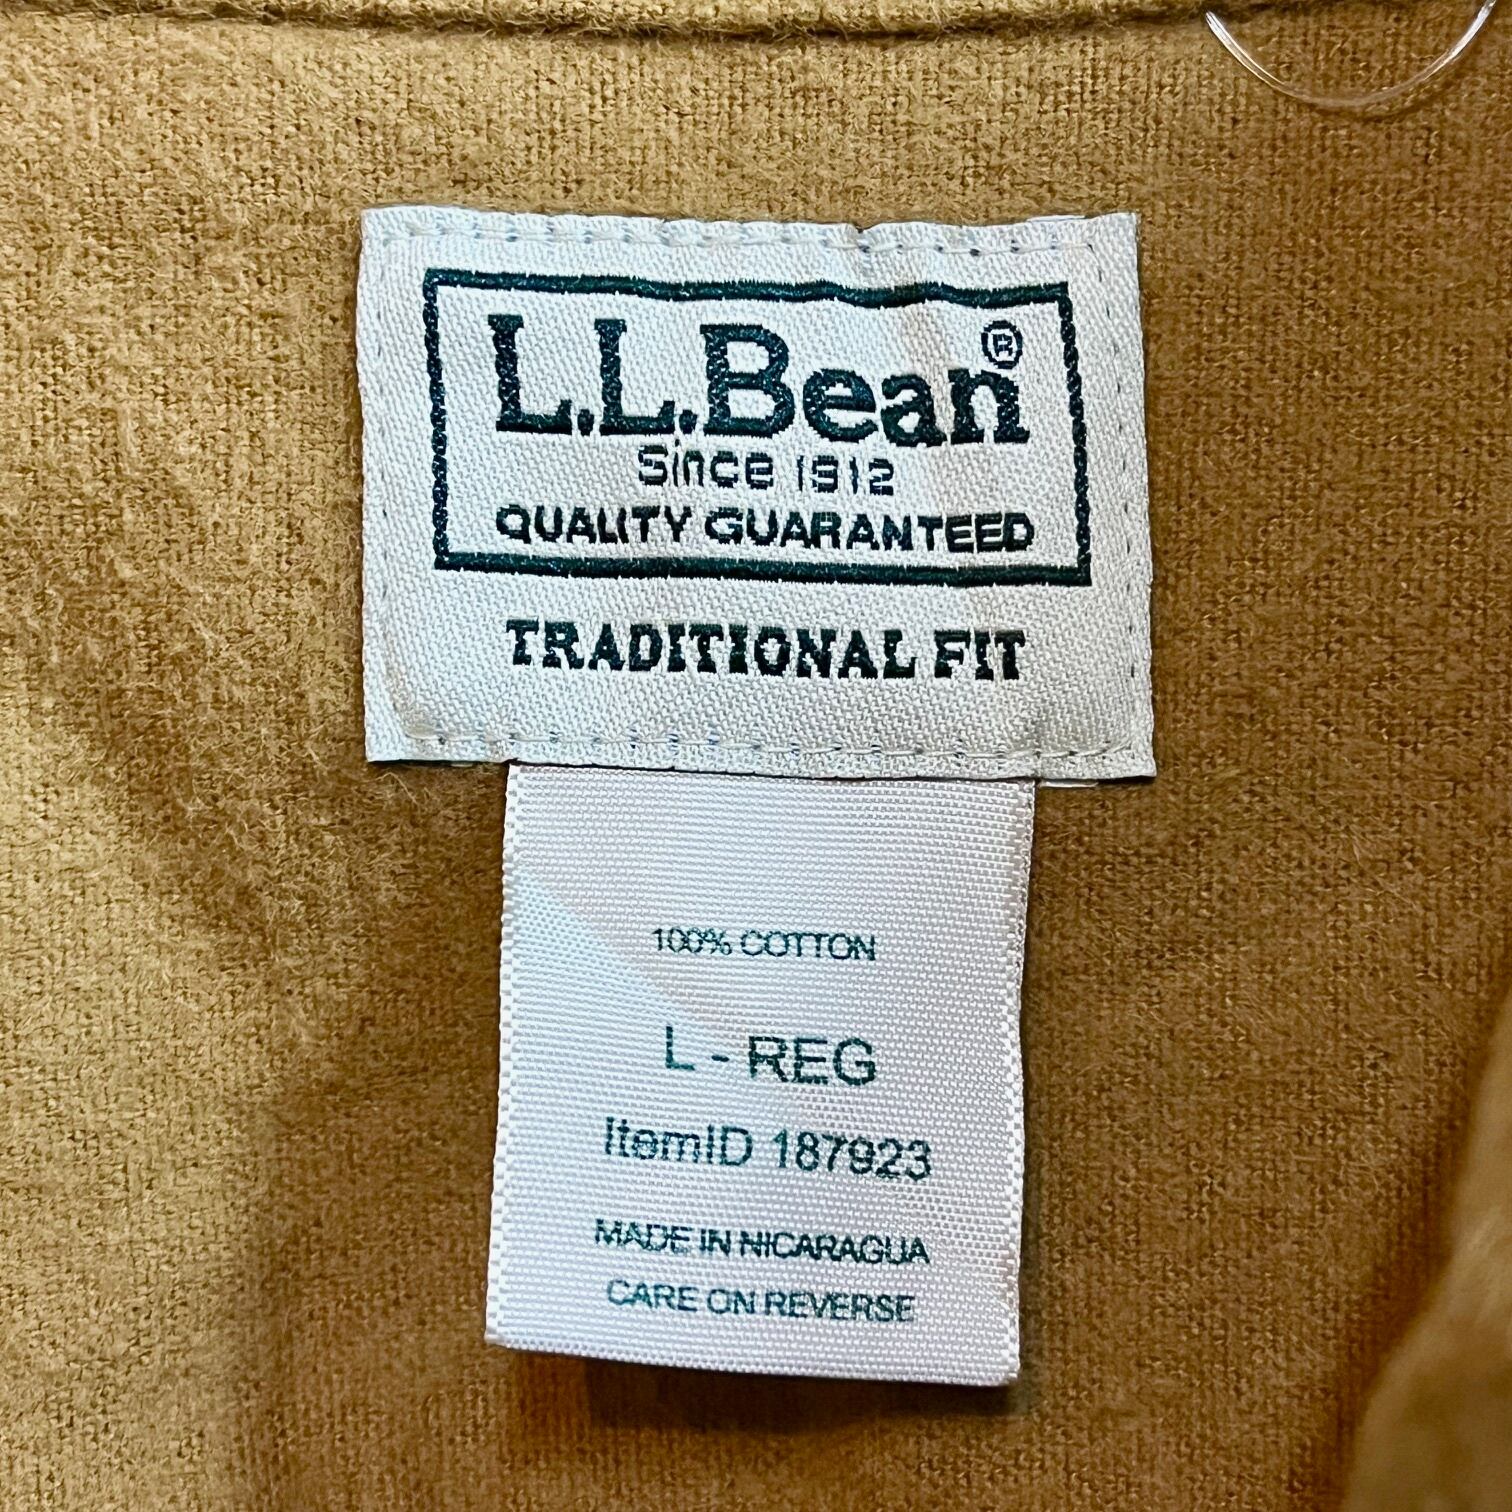 L.L.Bean®
Since 1912
QUALITY GUARANTEED
TRADITIONAL FIT
100% COTTON
L - REG
ItemID 187923
MADE IN NICARAGUA
CARE ON REVERSE